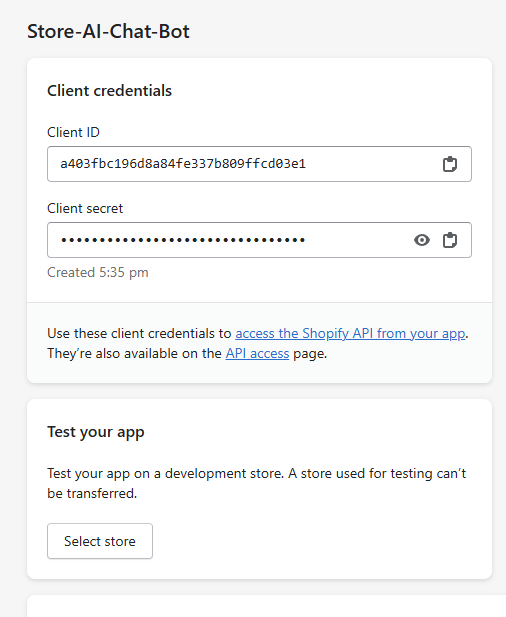 Store-AI-Chat-Bot
Client credentials
Client ID
a403fbc196d8a84fe337b809ffcd03e1
Client secret
••••••••••••••••••••••••••••••••
Created 5:35 pm
Use these client credentials to access the Shopify API from your app.
They’re also available on the API access page.
Test your app
Test your app on a development store. A store used for testing can’t
be transferred.
Select store